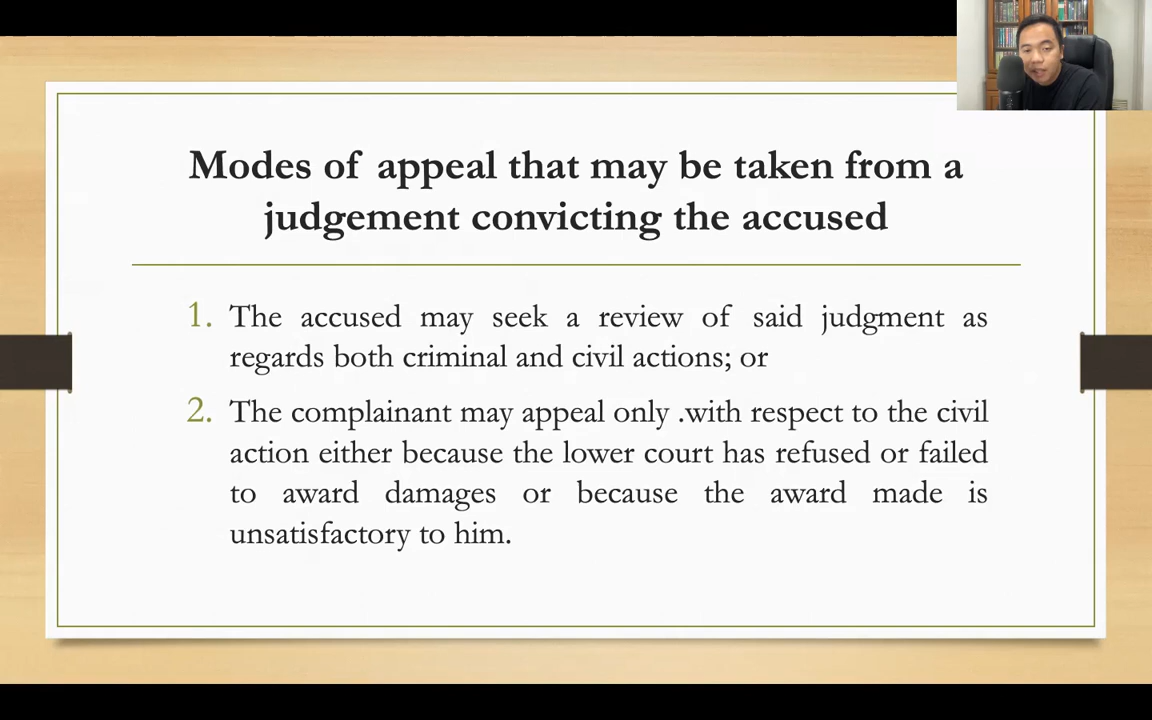 Modes of appeal that may be taken from a
judgement convicting the accused
1. The accused may seek a review of said judgment as
regards both criminal and civil actions; or
2. The complainant may appeal only .with respect to the civil
action either because the lower court has refused or failed
to award damages or because the award made is
unsatisfactory to him.